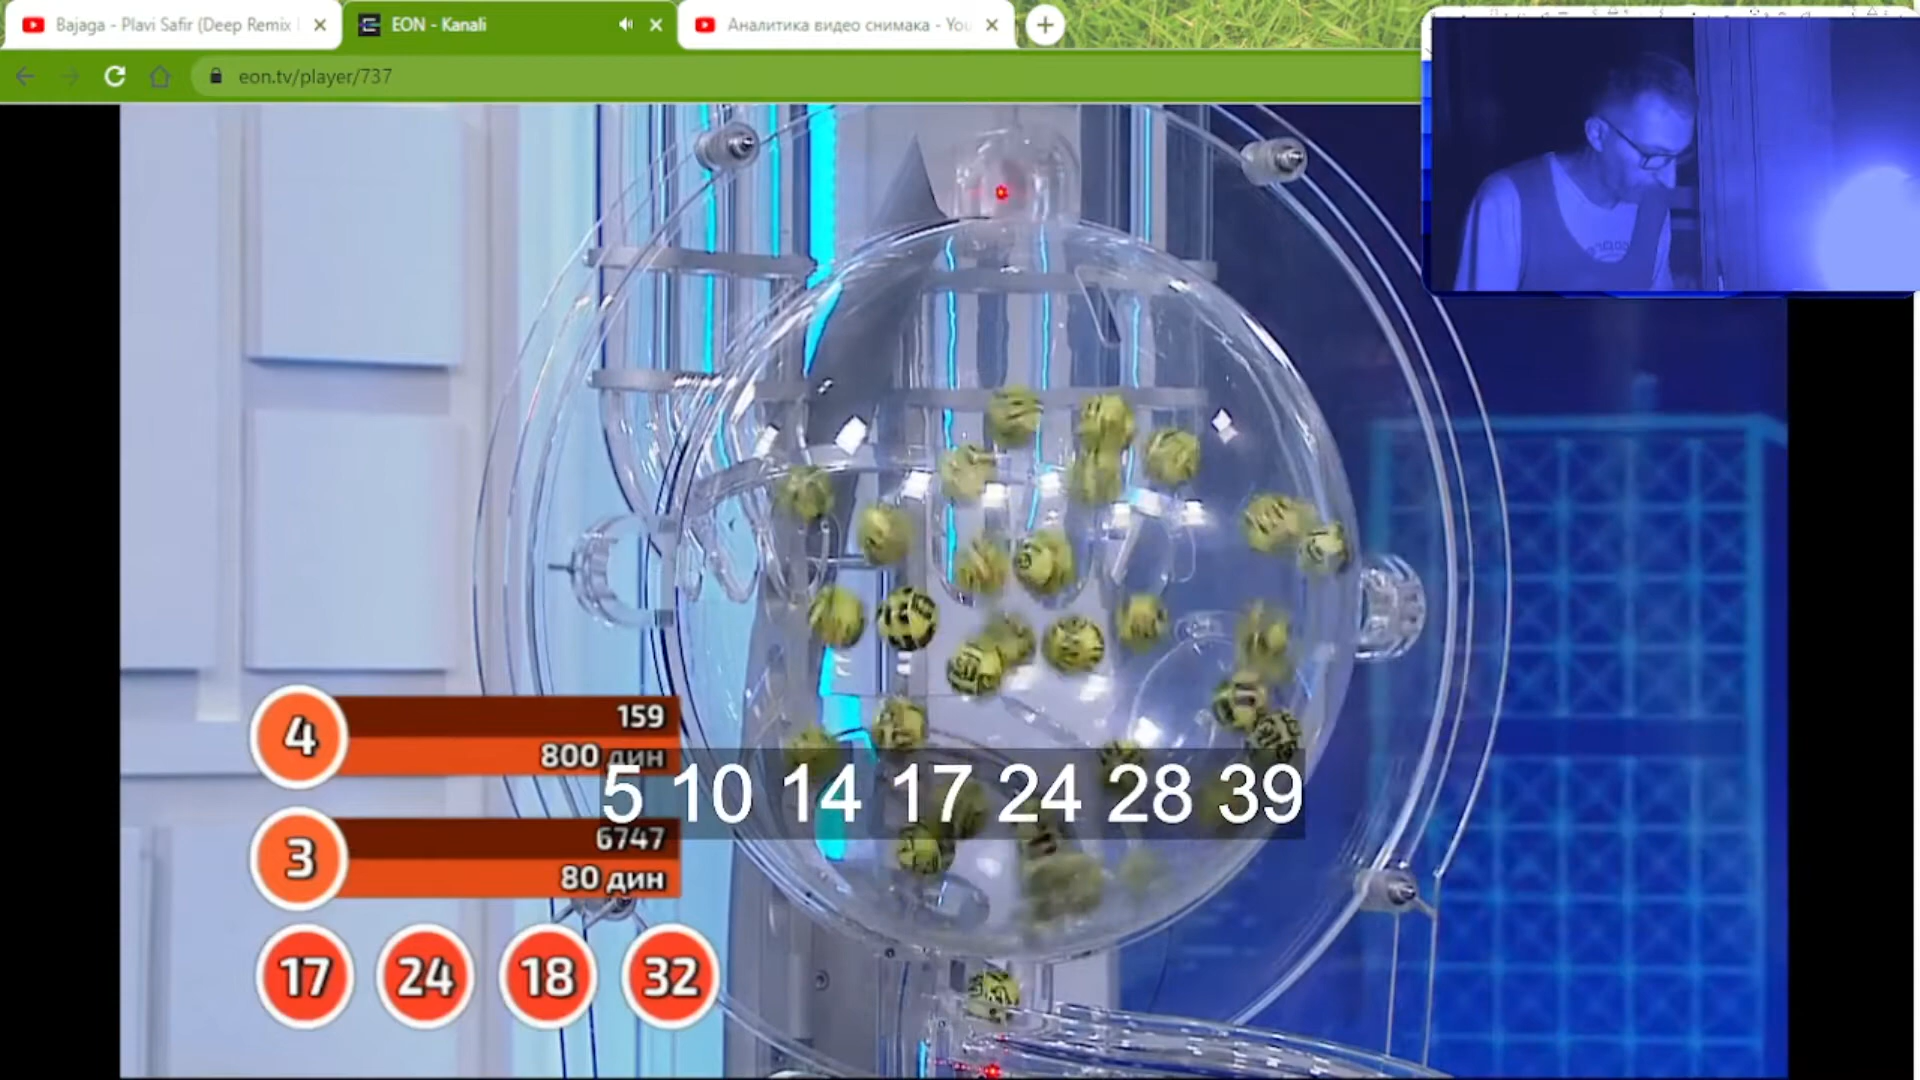 Bajaga - Plavi Safir (Deep Remix
EON - Kanali
Аналитика видео снимака - You
eon.tv/player/737
4
159
800 дин
5 10 14 17 24 28 39
3
6747
80 дин
17 24 18 32